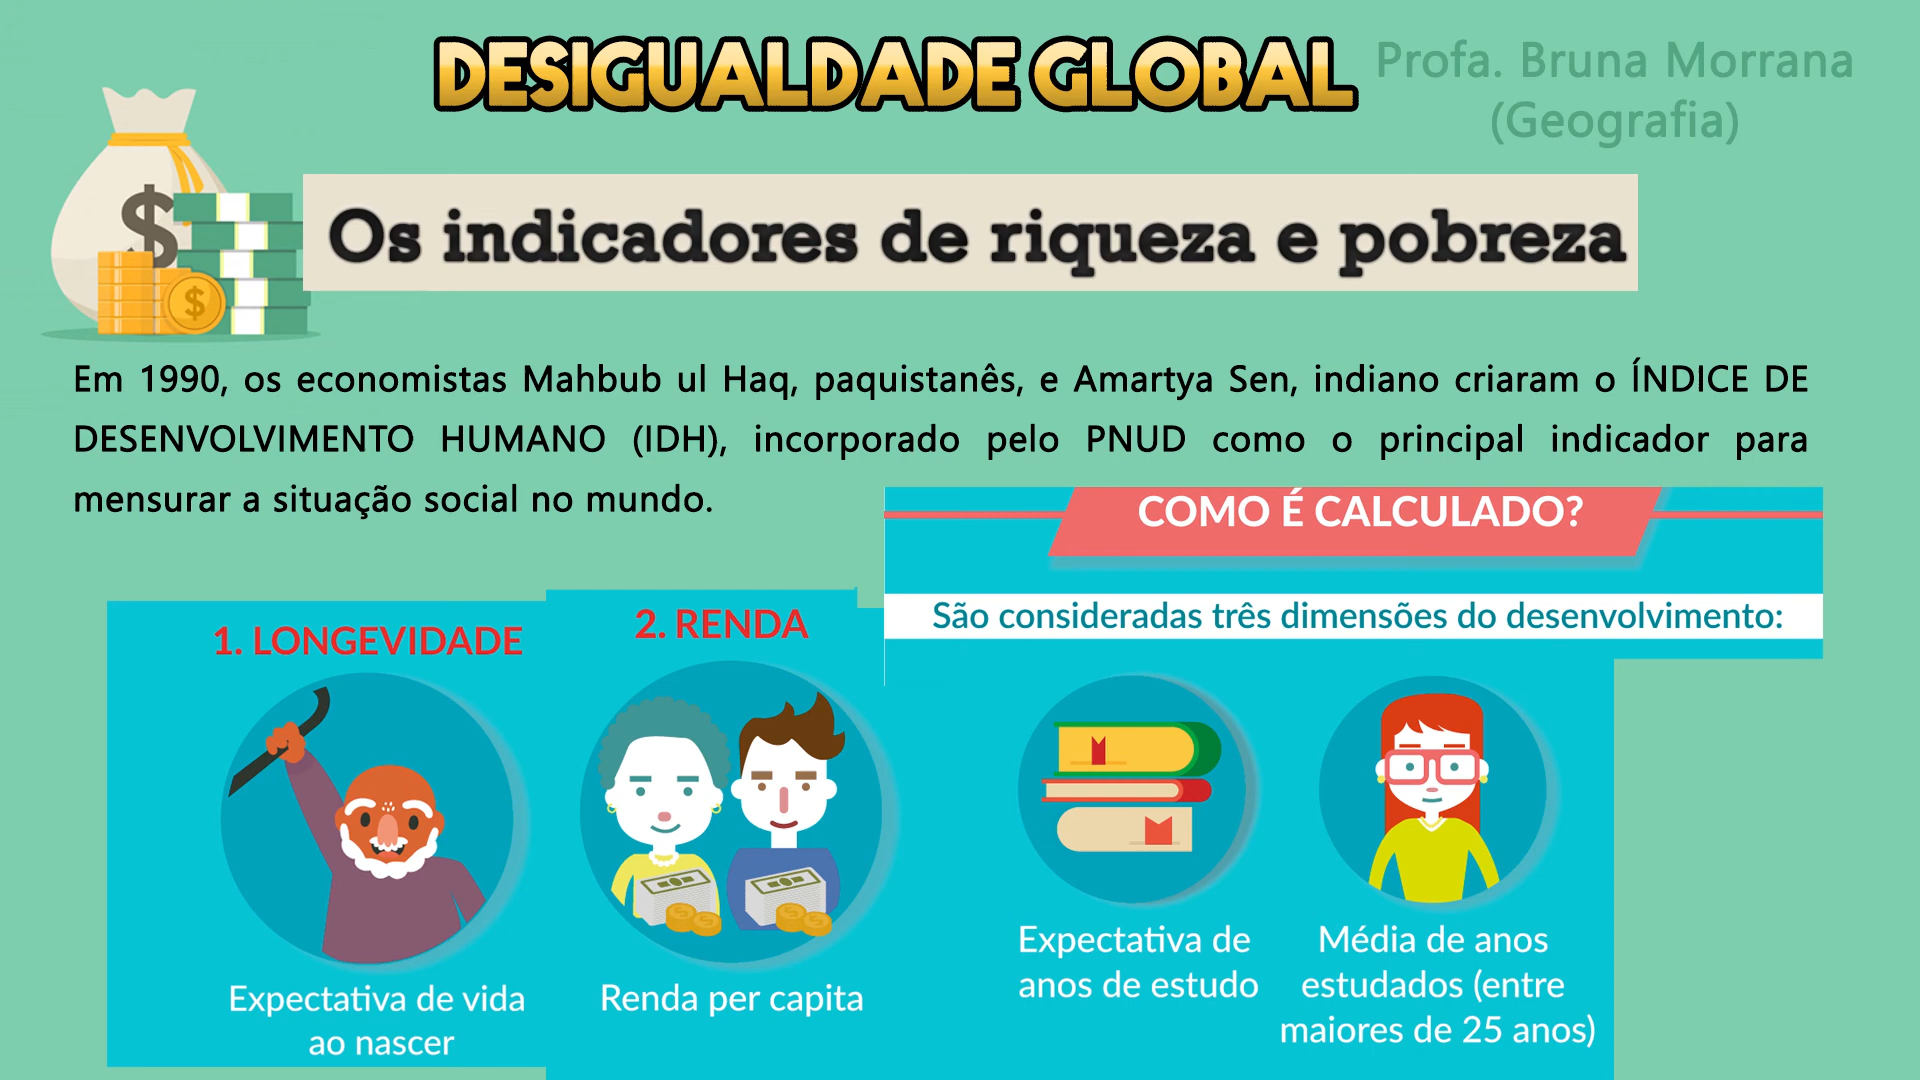 DESIGUALDADE GLOBAL
Profa. Bruna Morrana
(Geografia)
$
$
Os indicadores de riqueza e pobreza
Em 1990, os economistas Mahbub ul Haq, paquistanês, e Amartya Sen, indiano criaram o ÍNDICE DE
DESENVOLVIMENTO HUMANO (IDH), incorporado pelo PNUD como o principal indicador para
mensurar a situação social no mundo.
COMO É CALCULADO?
São consideradas três dimensões do desenvolvimento:
1. LONGEVIDADE
Expectativa de vida
ao nascer
2. RENDA
Renda per capita
Expectativa de
anos de estudo
Média de anos
estudados (entre
maiores de 25 anos)